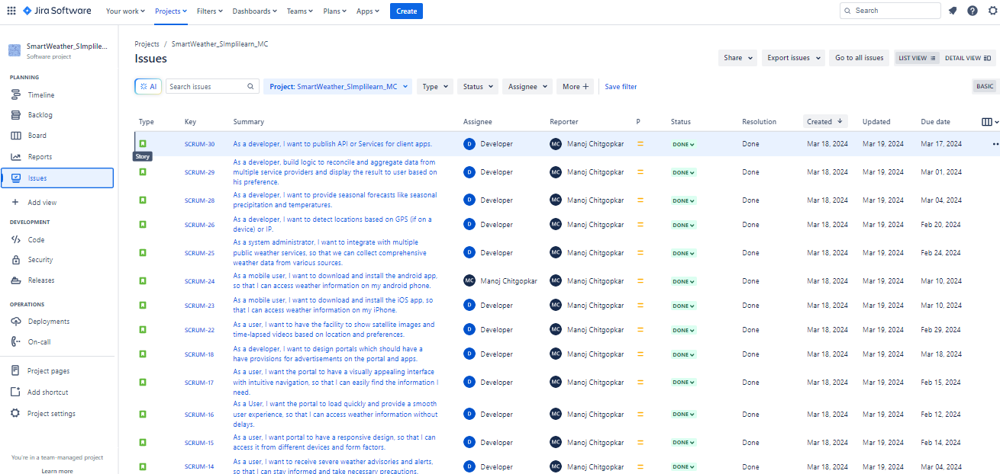 Jira Software Your work Projects Filters Dashboards Teams Plans Apps Create Search
SmartWeather_SImplile...
Software project
PLANNING
Timeline
Backlog
Board
Reports
Issues
Add view
DEVELOPMENT
Code
Security
Releases
OPERATIONS
Deployments
On-call
Project pages
Add shortcut
Project settings
You're in a team-managed project
Learn more
Projects / SmartWeather_SImplilearn_MC
Issues
Share Export issues Go to all issues LIST VIEW DETAIL VIEW
AI Search issues Project: SmartWeather_SImplilearn_MC Type Status Assignee More + Save filter BASIC
Type Key Summary Assignee Reporter P Status Resolution Created Updated Due date
SCRUM-30 As a developer, I want to publish API or Services for client apps. D Developer MC Manoj Chitgopkar DONE Done Mar 18, 2024 Mar 19, 2024 Mar 17, 2024
Story
As a developer, build logic to reconcile and aggregate data from
SCRUM-29 multiple service providers and display the result to user based on D Developer MC Manoj Chitgopkar DONE Done Mar 18, 2024 Mar 19, 2024 Mar 01, 2024
his preference.
As a developer, I want to provide seasonal forecasts like seasonal
SCRUM-28 D Developer MC Manoj Chitgopkar DONE Done Mar 18, 2024 Mar 19, 2024 Mar 04, 2024
precipitation and temperatures.
As a developer, I want to detect locations based on GPS (if on a
SCRUM-26 D Developer MC Manoj Chitgopkar DONE Done Mar 18, 2024 Mar 19, 2024 Feb 20, 2024
device) or IP.
As a system administrator, I want to integrate with multiple
SCRUM-25 public weather services, so that we can collect comprehensive D Developer MC Manoj Chitgopkar DONE Done Mar 18, 2024 Mar 19, 2024 Feb 24, 2024
weather data from various sources.
As a mobile user, I want to download and install the android app,
SCRUM-24 MC Manoj Chitgopkar MC Manoj Chitgopkar DONE Done Mar 18, 2024 Mar 19, 2024 Mar 10, 2024
so that I can access weather information on my android phone.
As a mobile user, I want to download and install the iOS app, so
SCRUM-23 D Developer MC Manoj Chitgopkar DONE Done Mar 18, 2024 Mar 19, 2024 Mar 10, 2024
that I can access weather information on my iPhone.
As a user, I want to have the facility to show satellite images and
SCRUM-22 D Developer MC Manoj Chitgopkar DONE Done Mar 18, 2024 Mar 19, 2024 Feb 29, 2024
time-lapsed videos based on location and preferences.
As a developer, I want to design portals which should have a
SCRUM-18 D Developer MC Manoj Chitgopkar DONE Done Mar 18, 2024 Mar 19, 2024 Mar 18, 2024
have provisions for advertisements on the portal and apps.
As a user, I want the portal to have a visually appealing interface
SCRUM-17 with intuitive navigation, so that I can easily find the information I D Developer MC Manoj Chitgopkar DONE Done Mar 18, 2024 Mar 19, 2024 Feb 15, 2024
need.
As a User, I want the portal to load quickly and provide a smooth
SCRUM-16 user experience, so that I can access weather information without D Developer MC Manoj Chitgopkar DONE Done Mar 18, 2024 Mar 19, 2024 Feb 12, 2024
delays.
As a user, I want portal to have a responsive design, so that I can
SCRUM-15 D Developer MC Manoj Chitgopkar DONE Done Mar 18, 2024 Mar 19, 2024 Feb 14, 2024
access it from different devices and form factors.
As a user, I want to receive severe weather advisories and alerts,
SCRUM-14 D Developer MC Manoj Chitgopkar DONE Done Mar 18, 2024 Mar 19, 2024 Mar 04, 2024
so that I can stay informed and take necessary precautions.